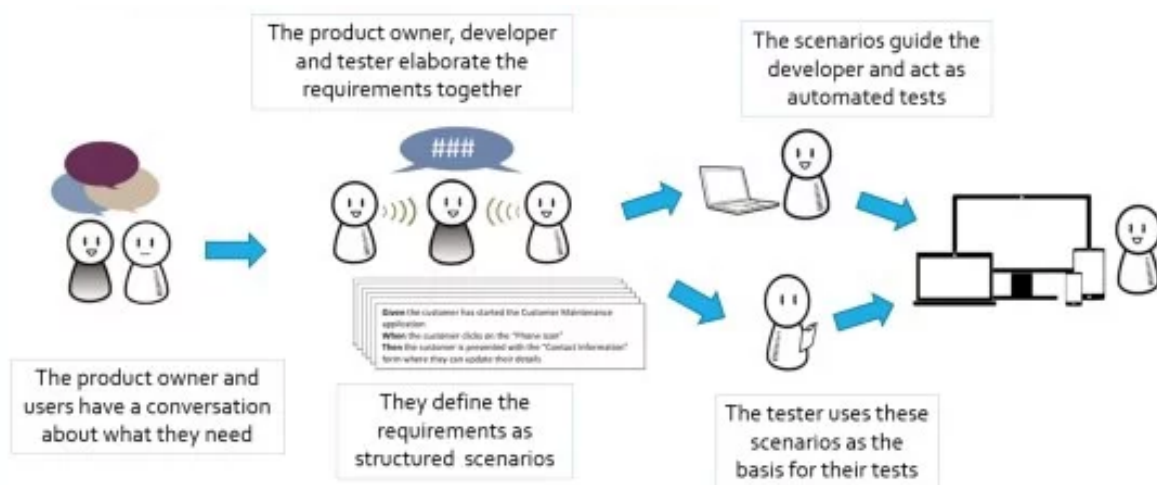 The product owner, developer
and tester elaborate the
requirements together
The scenarios guide the
developer and act as
automated tests
###
Given the customer has started the Customer Maintenance
application
When the customer clicks on the "Phone icon"
Then the customer is presented with the "Contact Information"
form where they can update their details
The product owner and
users have a conversation
about what they need
They define the
requirements as
structured scenarios
The tester uses these
scenarios as the
basis for their tests